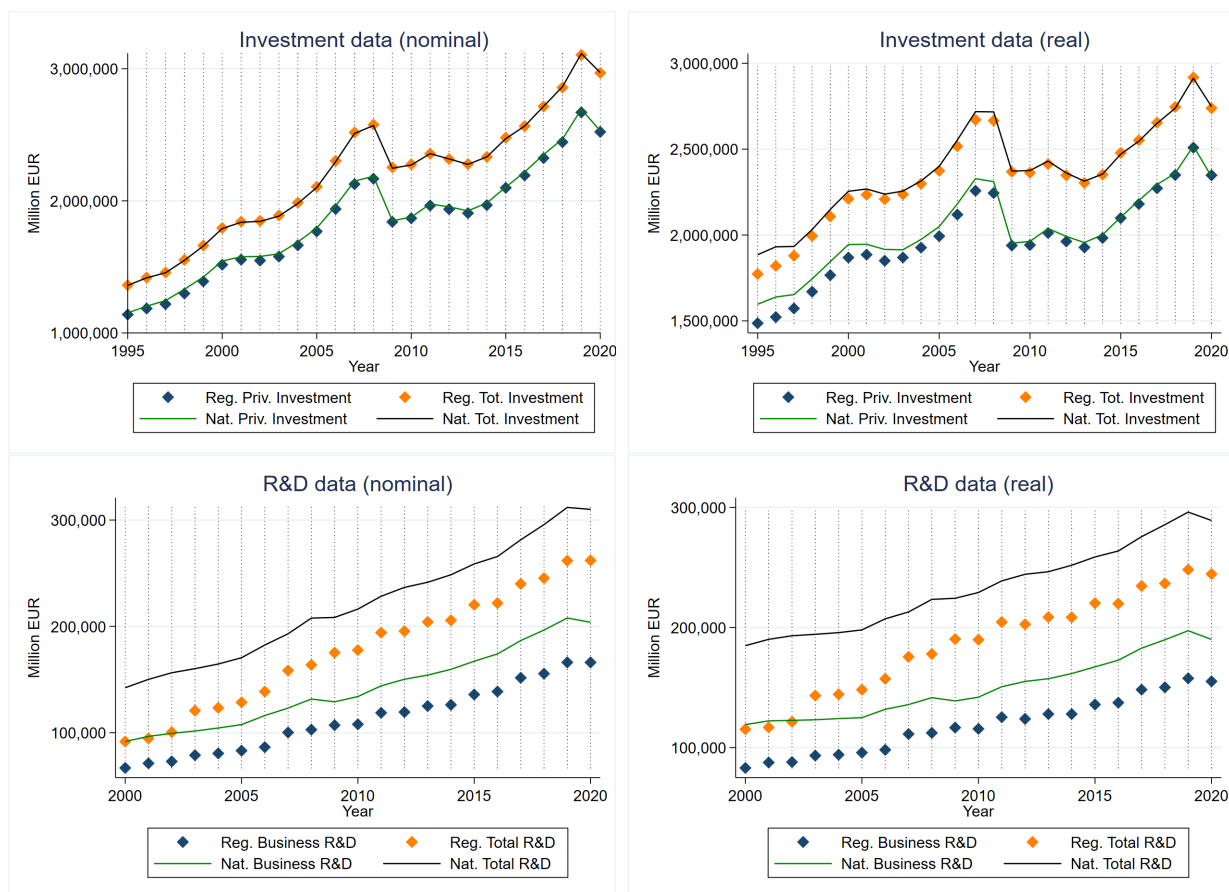 Investment data (nominal)
Million EUR
3,000,000
2,000,000
1,000,000
1995 2000 2005 2010 2015 2020
Year
Reg. Priv. Investment Reg. Tot. Investment
Nat. Priv. Investment Nat. Tot. Investment
Investment data (real)
Million EUR
3,000,000
2,500,000
2,000,000
1,500,000
1995 2000 2005 2010 2015 2020
Year
Reg. Priv. Investment Reg. Tot. Investment
Nat. Priv. Investment Nat. Tot. Investment
R&D data (nominal)
Million EUR
300,000
200,000
100,000
2000 2005 2010 2015 2020
Year
Reg. Business R&D Reg. Total R&D
Nat. Business R&D Nat. Total R&D
R&D data (real)
Million EUR
300,000
200,000
100,000
2000 2005 2010 2015 2020
Year
Reg. Business R&D Reg. Total R&D
Nat. Business R&D Nat. Total R&D